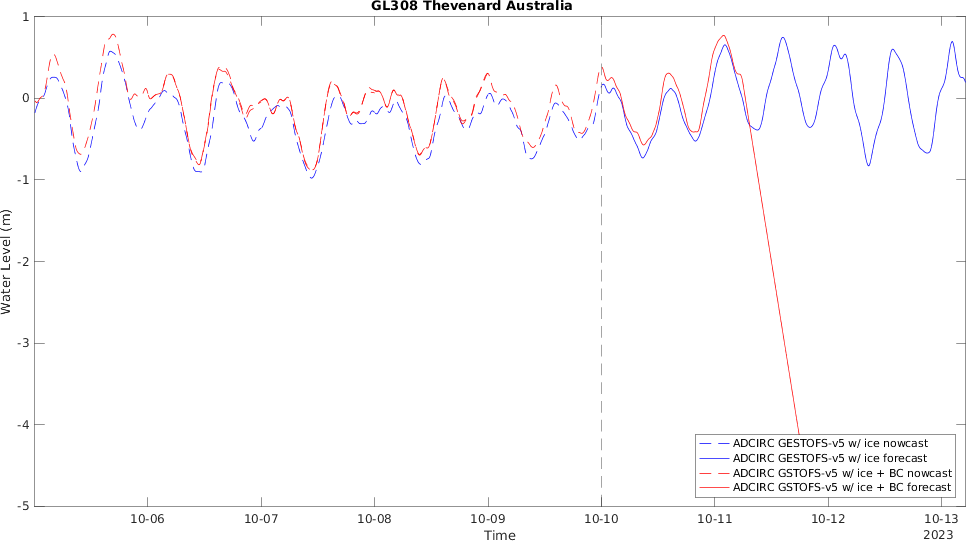 GL308 Thevenard Australia
1
0
-1
-2
-3
-4
-5
Water Level (m)
10-06
10-07
10-08
10-09
10-10
10-11
10-12
10-13
Time
2023
ADCIRC GESTOFS-v5 w/ ice nowcast
ADCIRC GESTOFS-v5 w/ ice forecast
ADCIRC GSTOFS-v5 w/ ice + BC nowcast
ADCIRC GSTOFS-v5 w/ ice + BC forecast